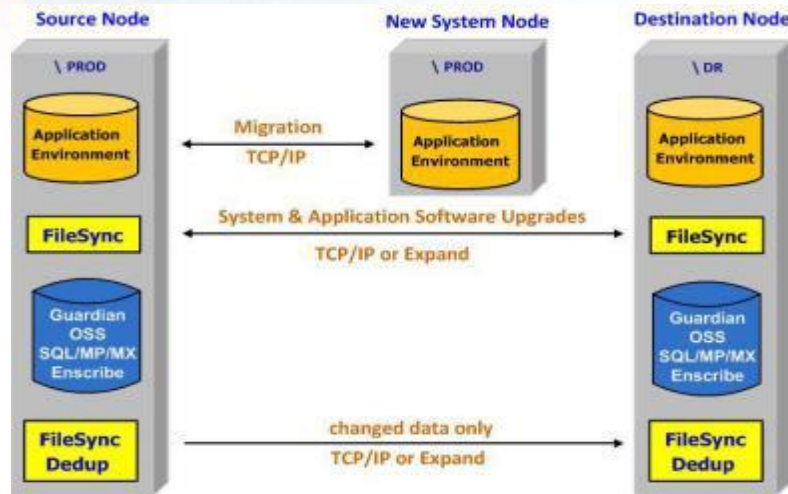 Source Node
New System Node
Destination Node
\ PROD
\ PROD
\ DR
Application
Environment
Migration
TCP/IP
Application
Environment
Application
Environment
FileSync
System & Application Software Upgrades
TCP/IP or Expand
FileSync
Guardian
OSS
SQL/MP/MX
Enscribe
Guardian
OSS
SQL/MP/MX
Enscribe
FileSync
Dedup
changed data only
TCP/IP or Expand
FileSync
Dedup